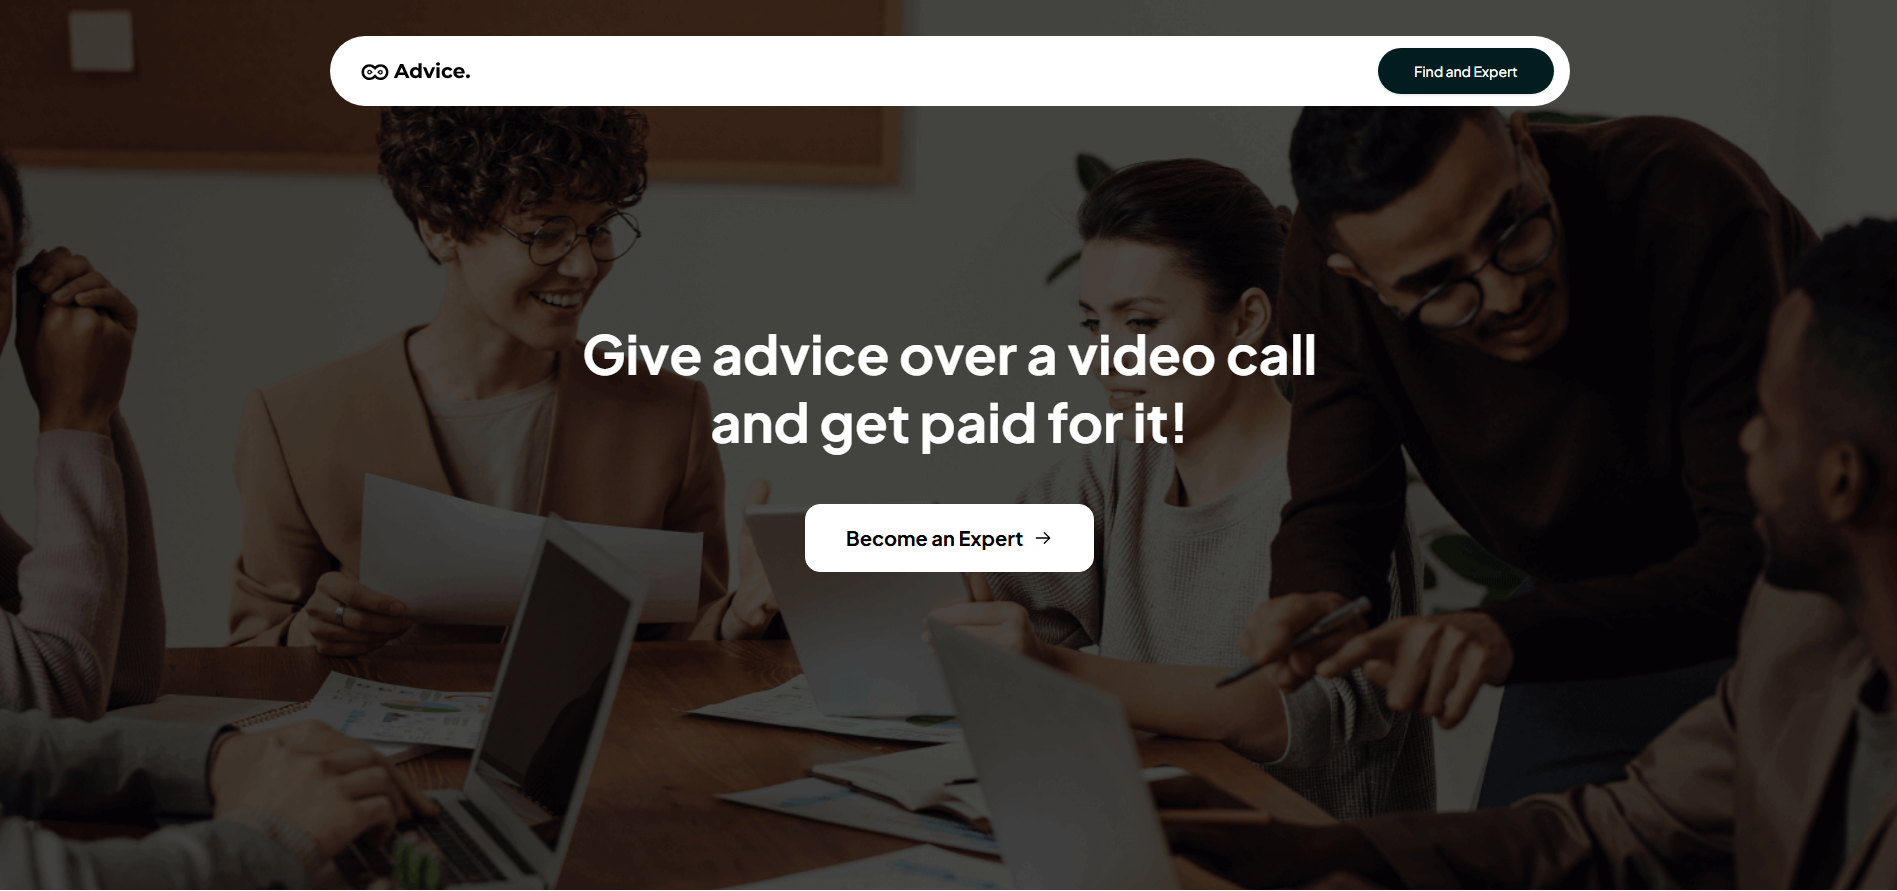 Advice.
Find and Expert
Give advice over a video call
and get paid for it!
Become an Expert →